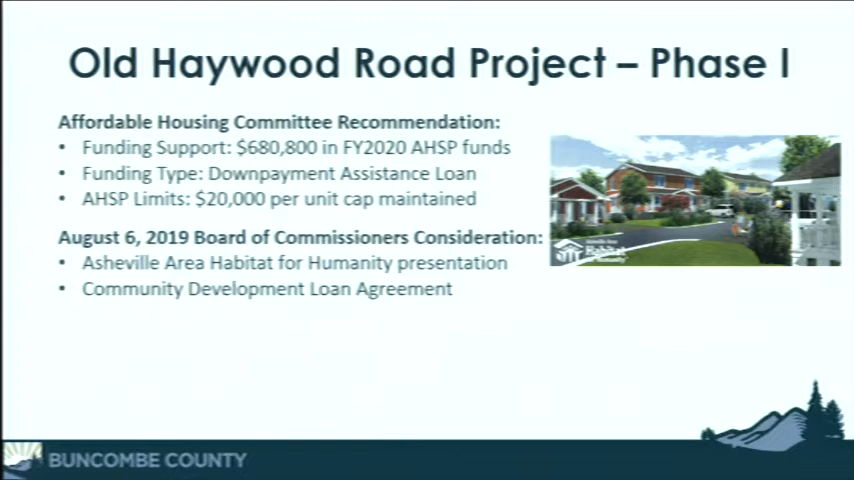 Old Haywood Road Project – Phase I
Affordable Housing Committee Recommendation:
• Funding Support: $680,800 in FY2020 AHSP funds
• Funding Type: Downpayment Assistance Loan
• AHSP Limits: $20,000 per unit cap maintained
August 6, 2019 Board of Commissioners Consideration:
• Asheville Area Habitat for Humanity presentation
• Community Development Loan Agreement
Habitat
BUNCOMBE COUNTY